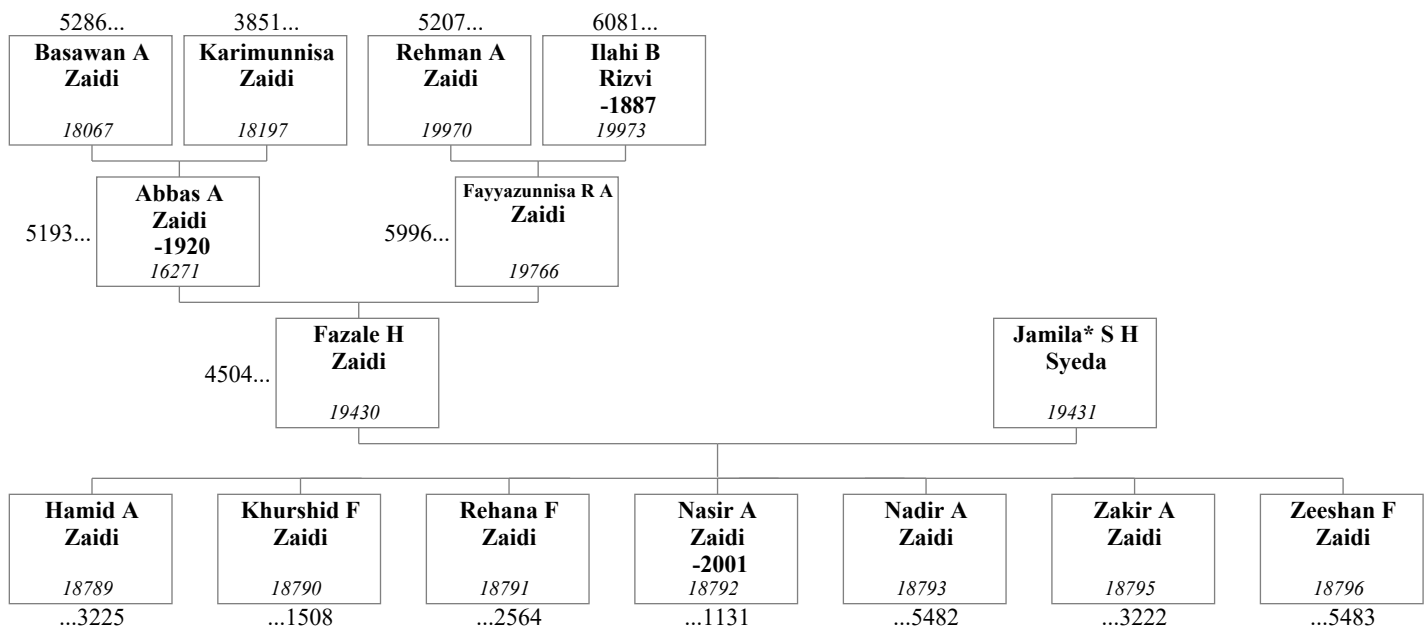 5286...
3851...
5207...
6081...
Basawan A
Zaidi
18067
Karimunnisa
Zaidi
18197
Rehman A
Zaidi
19970
Ilahi B
Rizvi
-1887
19973
5193...
Abbas A
Zaidi
-1920
16271
5996...
Fayyazunnisa R A
Zaidi
19766
4504...
Fazale H
Zaidi
19430
Jamila* S H
Syeda
19431
Hamid A
Zaidi
18789
...3225
Khurshid F
Zaidi
18790
...1508
Rehana F
Zaidi
18791
...2564
Nasir A
Zaidi
-2001
18792
...1131
Nadir A
Zaidi
18793
...5482
Zakir A
Zaidi
18795
...3222
Zeeshan F
Zaidi
18796
...5483